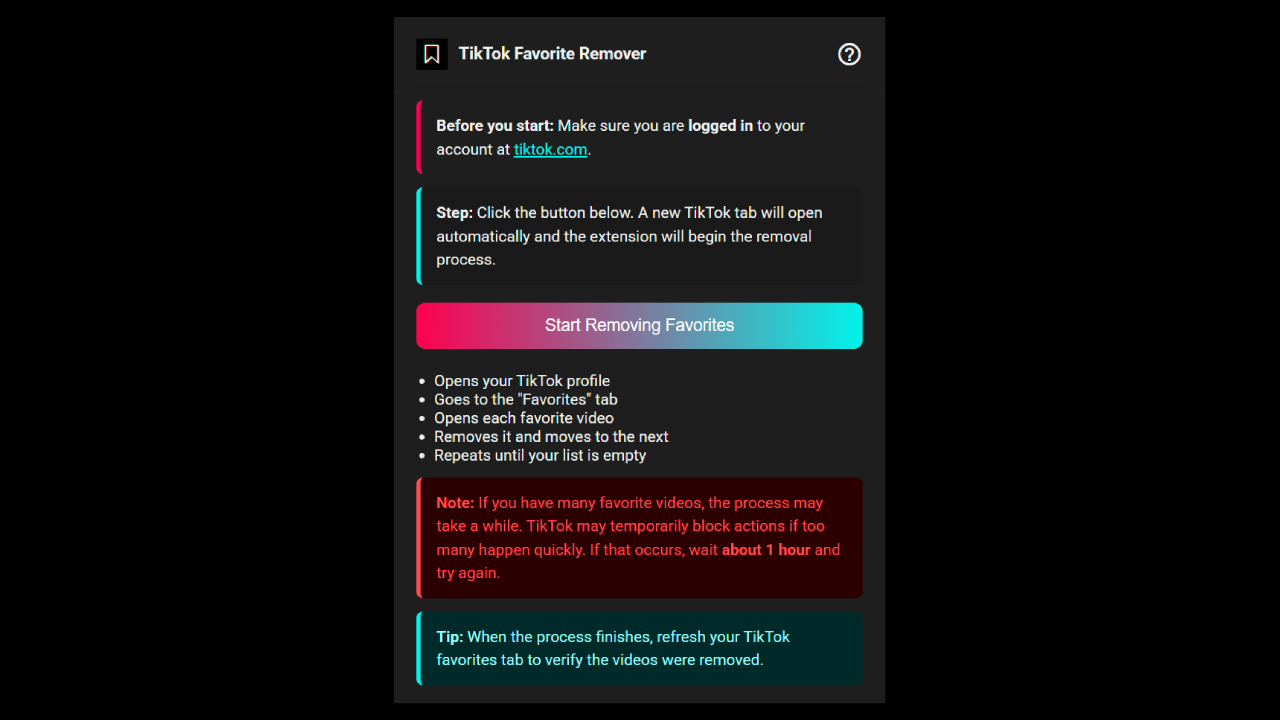 TikTok Favorite Remover
Before you start: Make sure you are logged in to your
account at tiktok.com.
Step: Click the button below. A new TikTok tab will open
automatically and the extension will begin the removal
process.
Start Removing Favorites
• Opens your TikTok profile
• Goes to the "Favorites" tab
• Opens each favorite video
• Removes it and moves to the next
• Repeats until your list is empty
Note: If you have many favorite videos, the process may
take a while. TikTok may temporarily block actions if too
many happen quickly. If that occurs, wait about 1 hour and
try again.
Tip: When the process finishes, refresh your TikTok
favorites tab to verify the videos were removed.